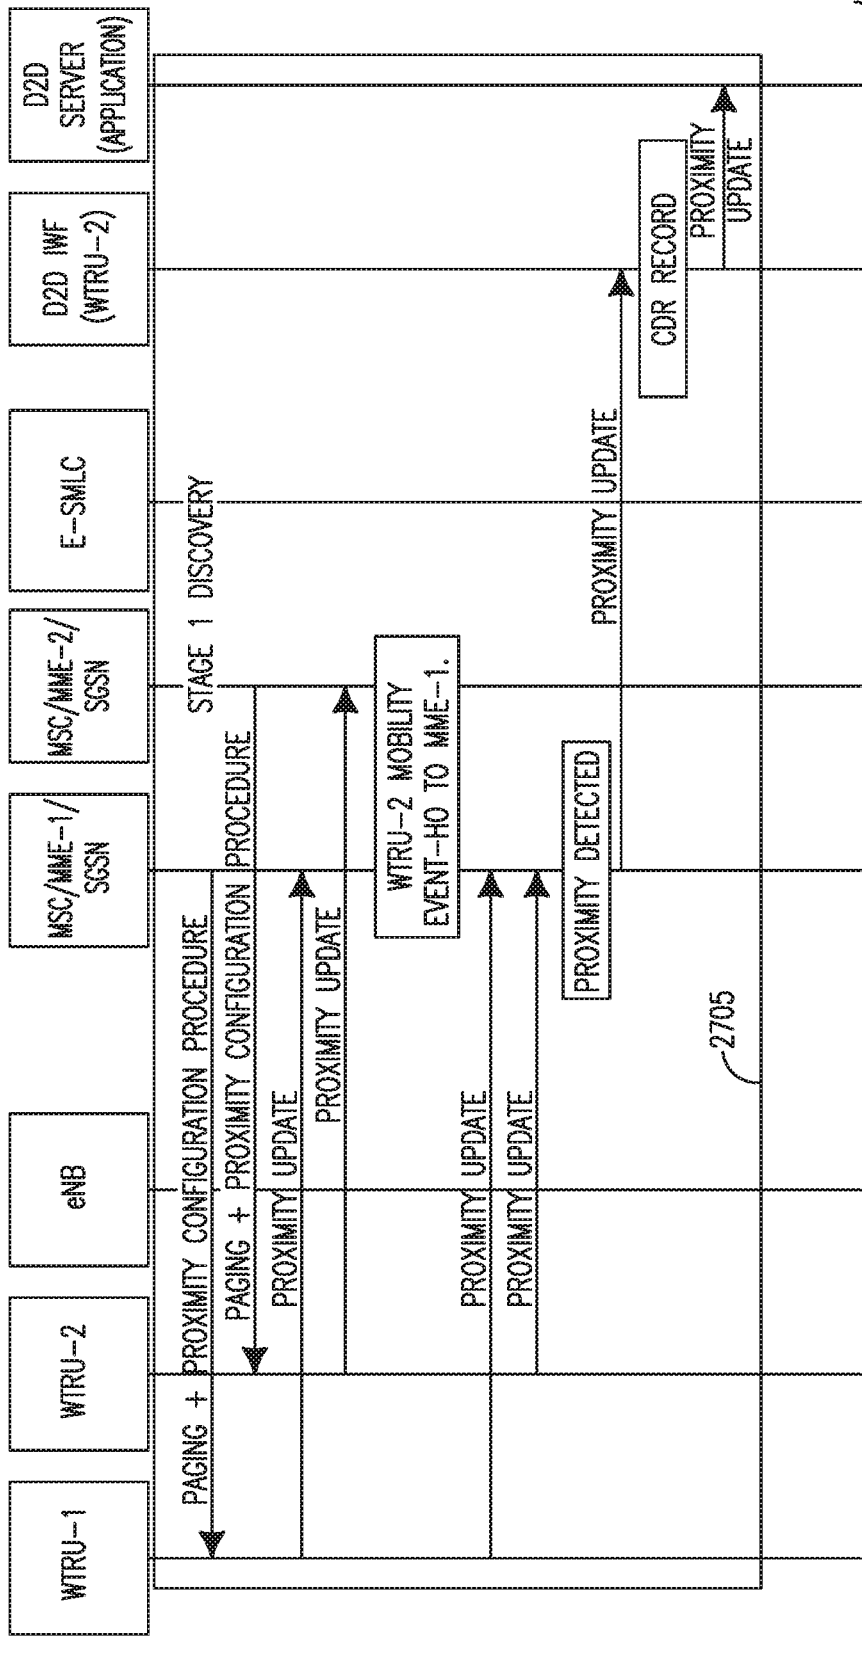 WTRU-1
WTRU-2
eNB
MSC/MME-1/
SGSN
MSC/MME-2/
SGSN
E-SMLC
D2D IWF
(WTRU-2)
D2D
SERVER
(APPLICATION)
STAGE 1 DISCOVERY
PAGING + PROXIMITY CONFIGURATION PROCEDURE
PAGING + PROXIMITY CONFIGURATION PROCEDURE
PROXIMITY UPDATE
PROXIMITY UPDATE
WTRU-2 MOBILITY
EVENT-HO TO MME-1.
PROXIMITY UPDATE
PROXIMITY UPDATE
PROXIMITY DETECTED
PROXIMITY UPDATE
CDR RECORD
PROXIMITY
UPDATE
2705